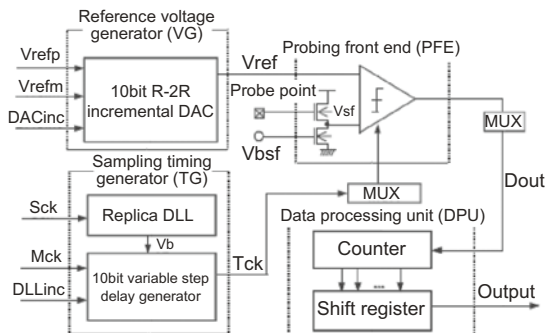 Reference voltage
generator (VG)
Vrefp
Vrefm
DACinc
10bit R-2R
incremental DAC
Vref
Probing front end (PFE)
Probe point
Vsf
Vbsf
MUX
Dout
Sampling timing
generator (TG)
Sck
Replica DLL
Vb
Mck
DLLinc
10bit variable step
delay generator
Tck
MUX
Data processing unit (DPU)
Counter
...
Shift register
Output